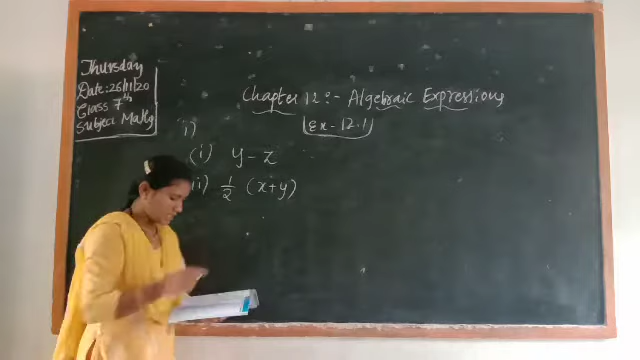 Thursday
Date:26/11/20
Class 7th
Subject Maths
Chapter 12:- Algebraic Expressions
Ex-12.1
1)
(i) y-z
(ii) 1/2 (x+y)